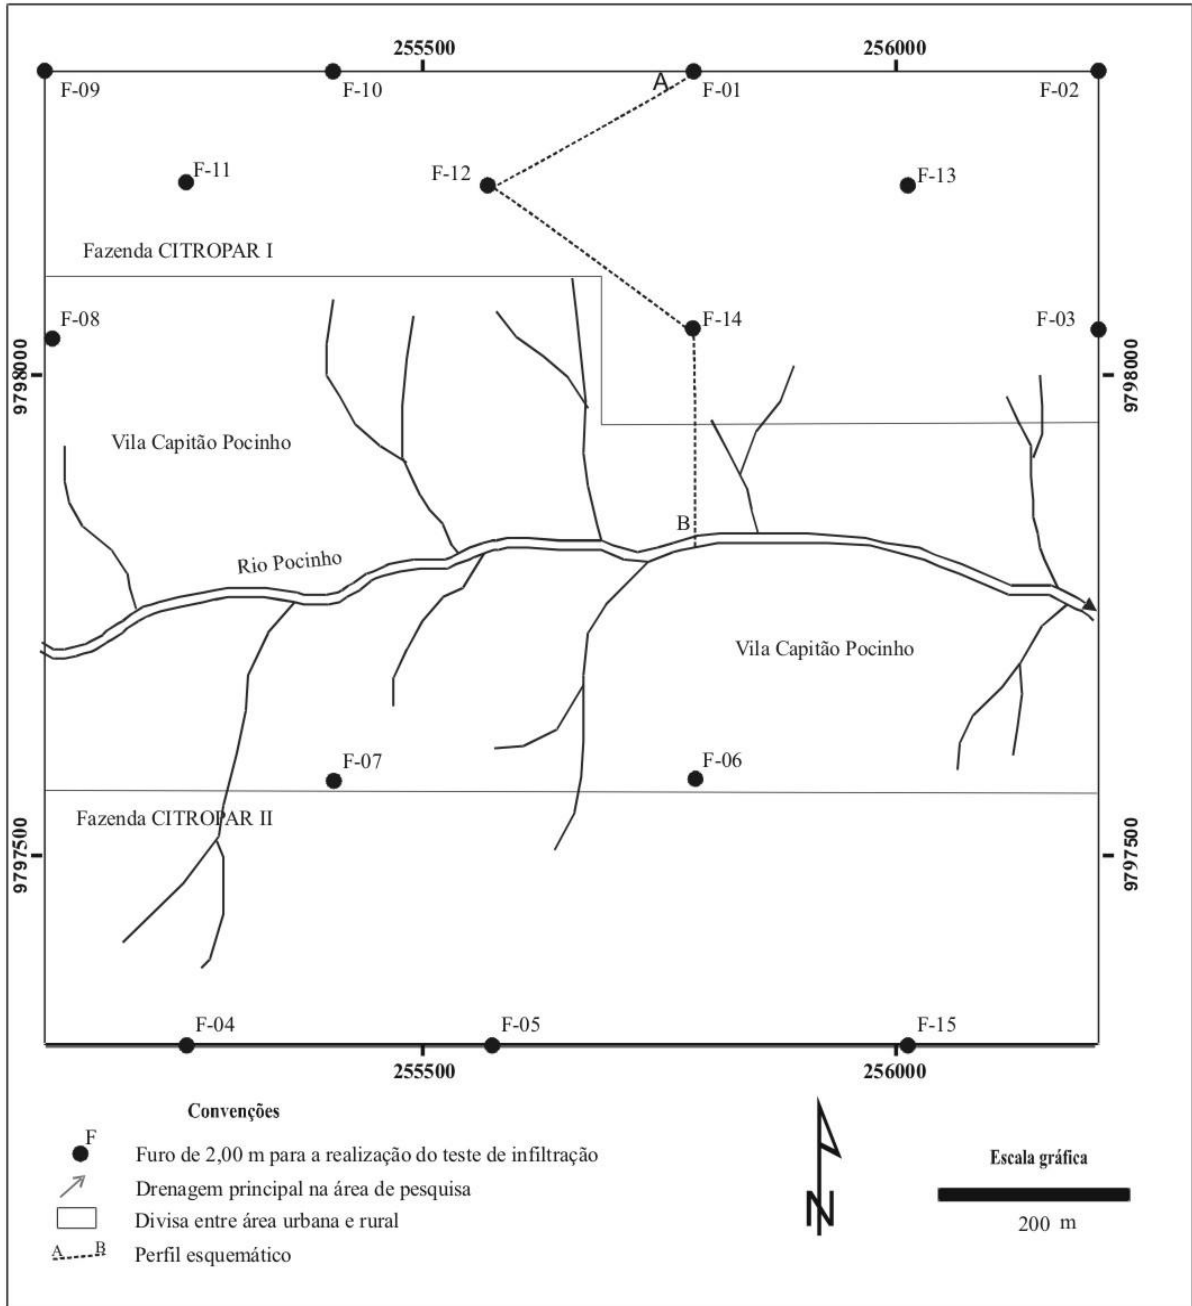 255500
256000
F-09
F-10
A
F-01
F-02
F-11
F-12
F-13
Fazenda CITROPAR I
F-08
F-14
F-03
9798000
9798000
Vila Capitão Pocinho
B
Rio Pocinho
Vila Capitão Pocinho
F-07
F-06
Fazenda CITROPAR II
9797500
9797500
F-04
F-05
F-15
255500
256000
Convenções
F
Furo de 2,00 m para a realização do teste de infiltração
Drenagem principal na área de pesquisa
Divisa entre área urbana e rural
A B
Perfil esquemático
N
Escala gráfica
200 m